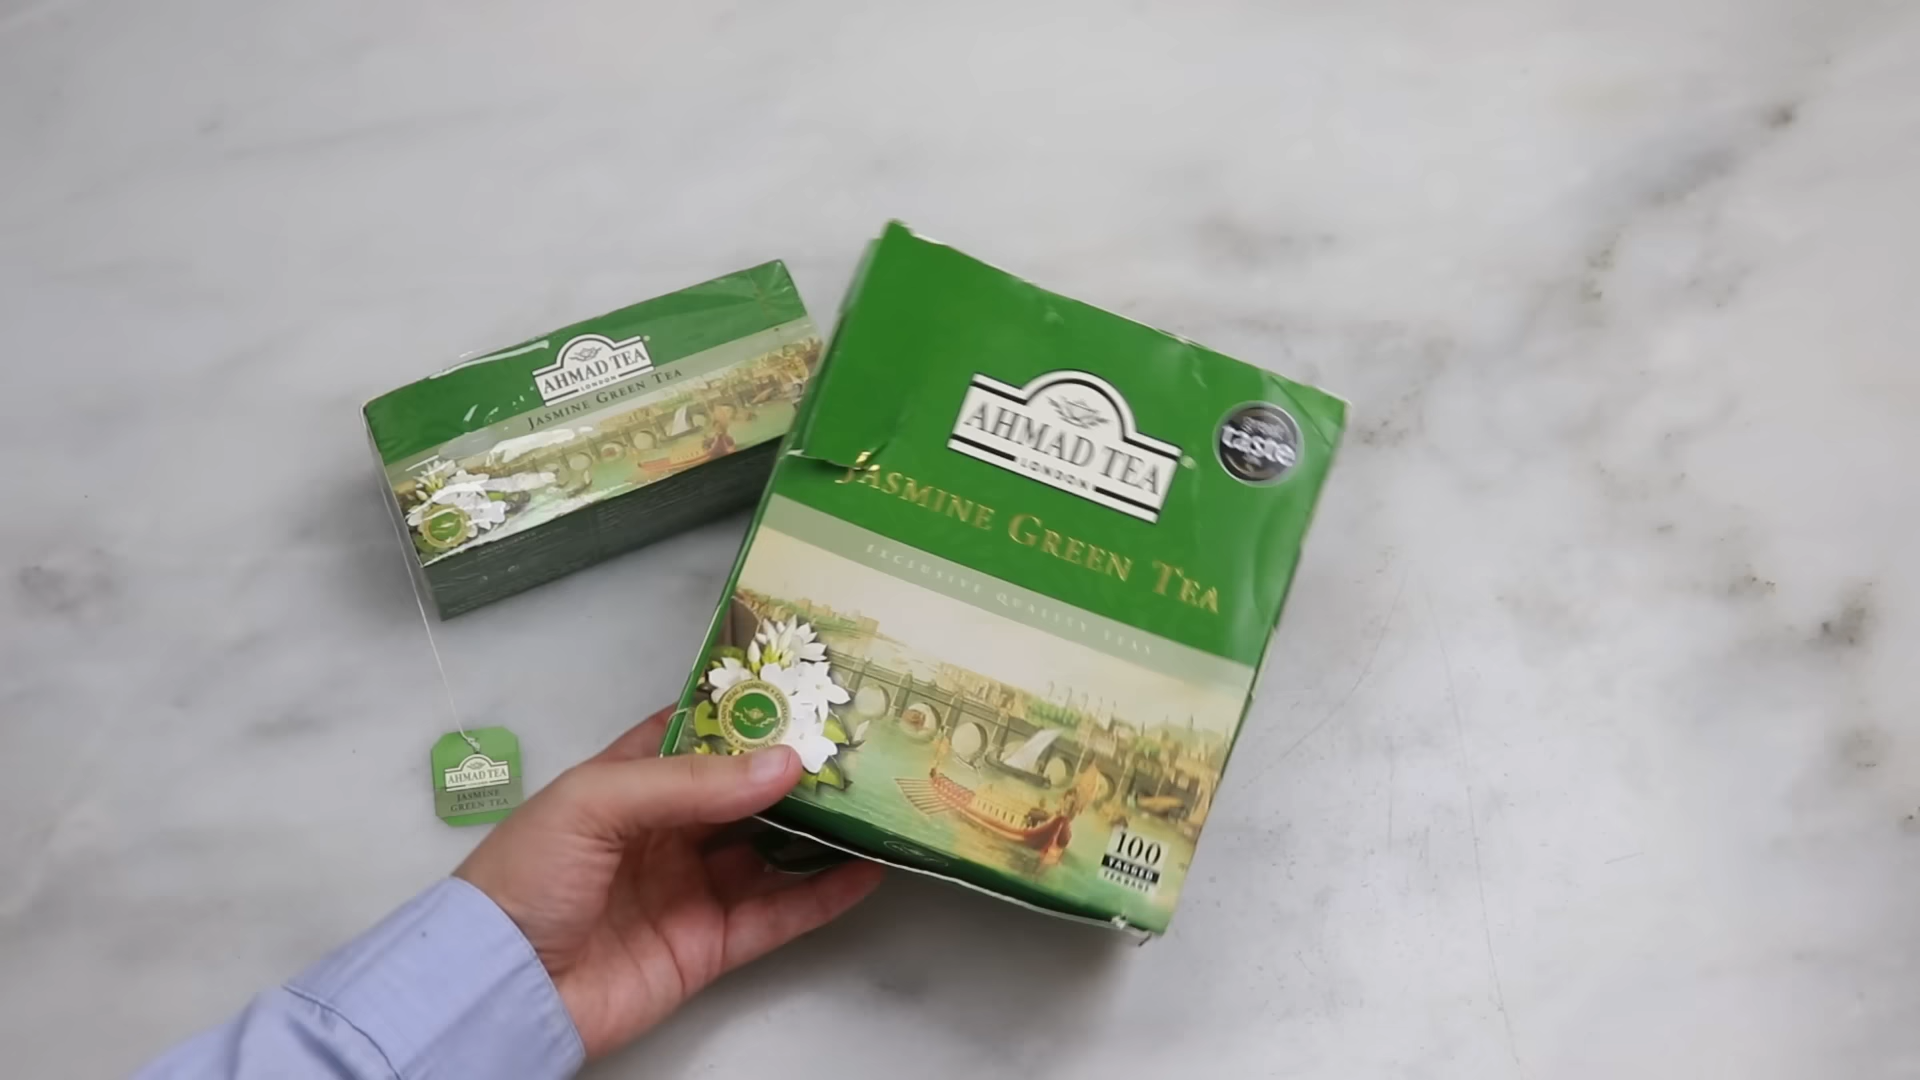 AHMAD TEA
LONDON
JASMINE GREEN TEA
AHMAD TEA
LONDON
taste
JASMINE GREEN TEA
EXCLUSIVE QUALITY TEAS
100
TAGGED
TEABAGS
AHMAD TEA
JASMINE
GREEN TEA